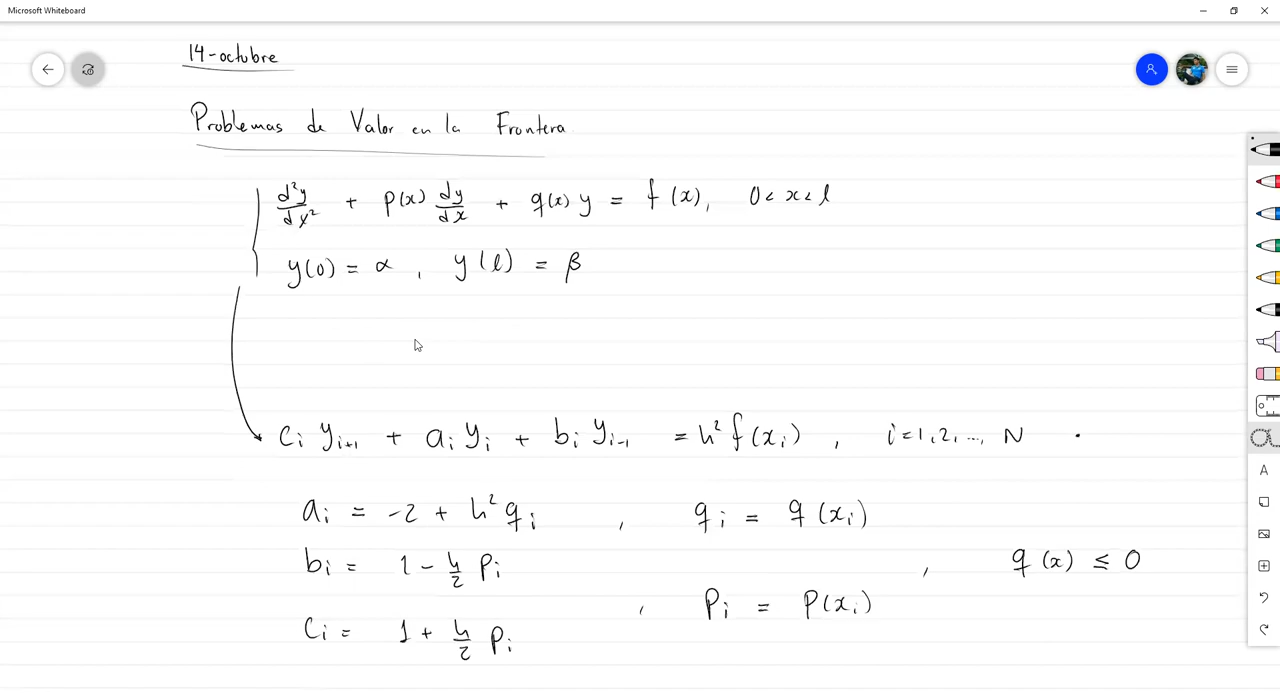 Microsoft Whiteboard
14-octubre
Problemas de Valor en la Frontera
d²y/dx² + p(x) dy/dx + q(x) y = f(x), 0 < x < l
y(0) = α , y(l) = β
cᵢ yᵢ₊₁ + aᵢ yᵢ + bᵢ yᵢ₋₁ = h² f(xᵢ) , i = 1, 2, ..., N .
aᵢ = -2 + h² qᵢ , qᵢ = q(xᵢ)
bᵢ = 1 - h/2 pᵢ , q(x) ≤ 0
, pᵢ = p(xᵢ)
cᵢ = 1 + h/2 pᵢ